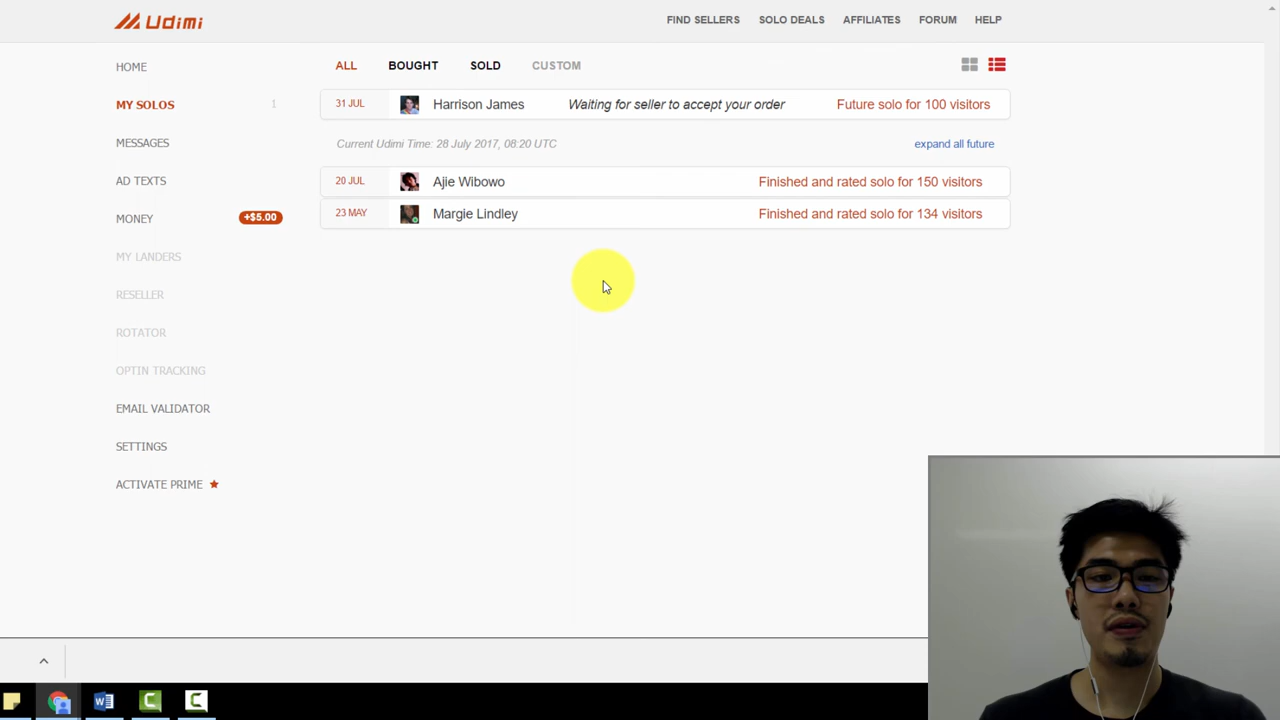 Udimi
FIND SELLERS SOLO DEALS AFFILIATES FORUM HELP
HOME
MY SOLOS 1
MESSAGES
AD TEXTS
MONEY +$5.00
MY LANDERS
RESELLER
ROTATOR
OPTIN TRACKING
EMAIL VALIDATOR
SETTINGS
ACTIVATE PRIME
ALL BOUGHT SOLD CUSTOM
31 JUL Harrison James Waiting for seller to accept your order Future solo for 100 visitors
Current Udimi Time: 28 July 2017, 08:20 UTC expand all future
20 JUL Ajie Wibowo Finished and rated solo for 150 visitors
23 MAY Margie Lindley Finished and rated solo for 134 visitors